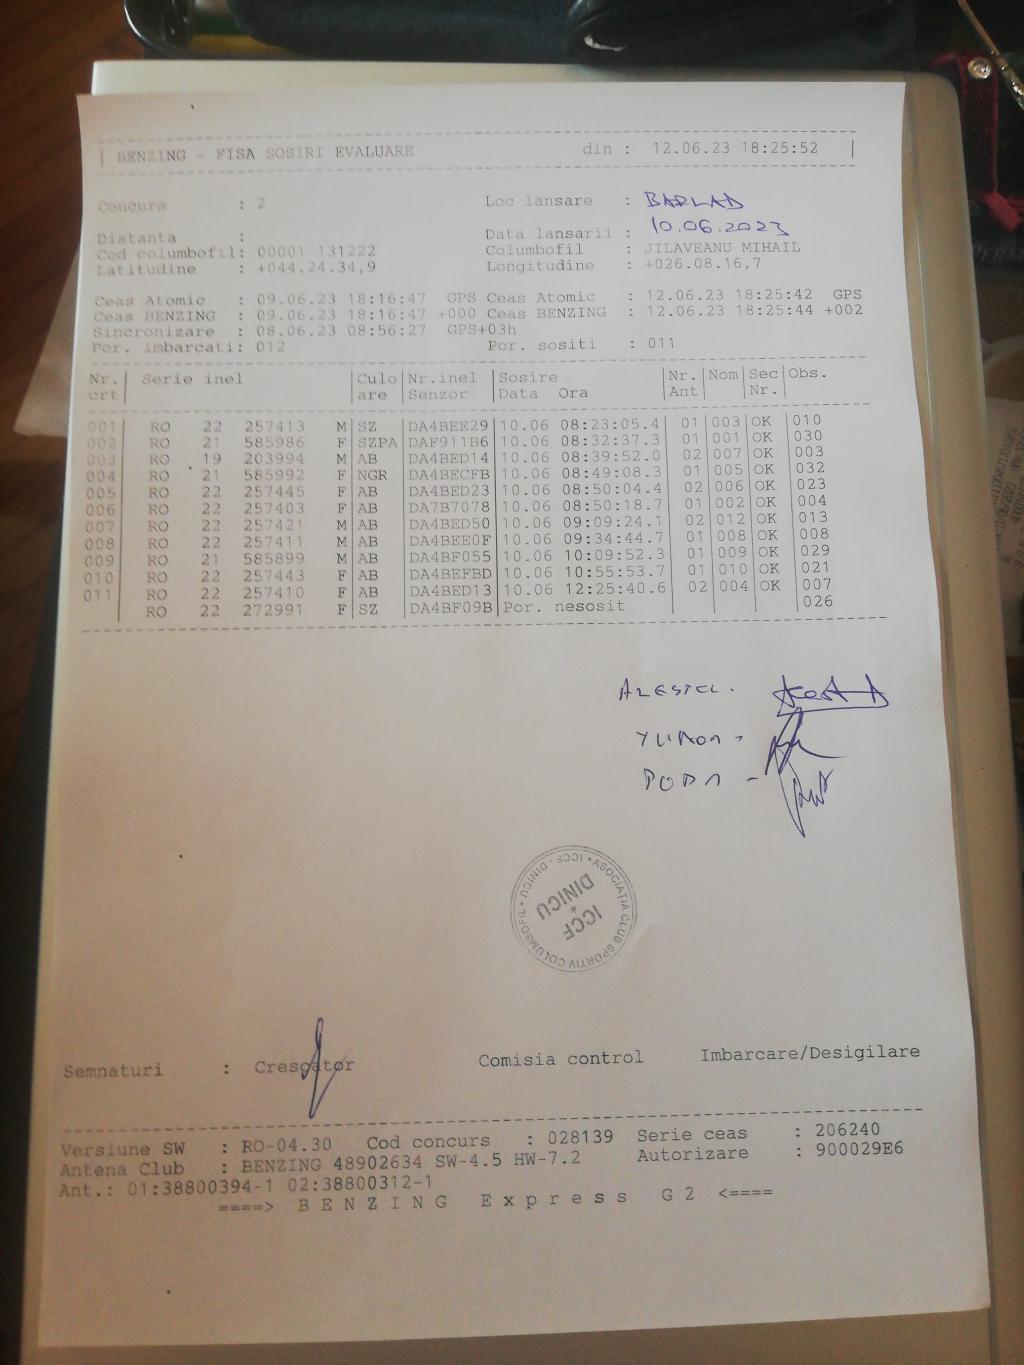 | BENZING - FISA SOSIRI EVALUARE din : 12.06.23 18:25:52 |
Concurs : 2 Loc lansare : BARLAD
Distanta : Data lansarii : 10.06.2023
Cod columbofil: 00001 131222 Columbofil : JILAVEANU MIHAIL
Latitudine : +044.24.34,9 Longitudine : +026.08.16,7
Ceas Atomic : 09.06.23 18:16:47 GPS Ceas Atomic : 12.06.23 18:25:42 GPS
Ceas BENZING : 09.06.23 18:16:47 +000 Ceas BENZING : 12.06.23 18:25:44 +002
Sincronizare : 08.06.23 08:56:27 GPS+03h
Por. imbarcati: 012 Por. sositi : 011
Nr. | Serie inel |Culo|Nr.inel |Sosire |Nr.|Nom|Sec|Obs.
crt| |are |Senzor |Data Ora |Ant| |Nr.|
001 RO 22 257413 M SZ DA4BEE29 10.06 08:23:05.4 01 003 OK 010
002 RO 21 585986 F SZPA DAF911B6 10.06 08:32:37.3 01 001 OK 030
003 RO 19 203994 M AB DA4BED14 10.06 08:39:52.0 02 007 OK 003
004 RO 21 585992 F NGR DA4BECFB 10.06 08:49:08.3 01 005 OK 032
005 RO 22 257445 F AB DA4BED23 10.06 08:50:04.4 02 006 OK 023
006 RO 22 257403 F AB DA7B7078 10.06 08:50:18.7 01 002 OK 004
007 RO 22 257421 M AB DA4BED50 10.06 09:09:24.1 02 012 OK 013
008 RO 22 257411 M AB DA4BEE0F 10.06 09:34:44.7 01 008 OK 008
009 RO 21 585899 M AB DA4BF055 10.06 10:09:52.3 01 009 OK 029
010 RO 22 257443 F AB DA4BEFBD 10.06 10:55:53.7 01 010 OK 021
011 RO 22 257410 F AB DA4BED13 10.06 12:25:40.6 02 004 OK 007
RO 22 272991 F SZ DA4BF09B Por. nesosit 026
ASOCIATIA CLUB SPORTIV COLUMBOFIL • ICCF - DINICU •
ICCF
DINICU
Semnaturi : Crescator Comisia control Imbarcare/Desigilare
Versiune SW : RO-04.30 Cod concurs : 028139 Serie ceas : 206240
Antena Club : BENZING 48902634 SW-4.5 HW-7.2 Autorizare : 900029E6
Ant.: 01:38800394-1 02:38800312-1
====> BENZING Express G2 <====